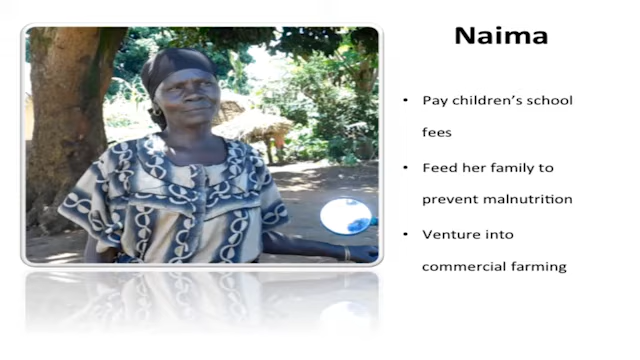 Naima
• Pay children’s school
fees
• Feed her family to
prevent malnutrition
• Venture into
commercial farming